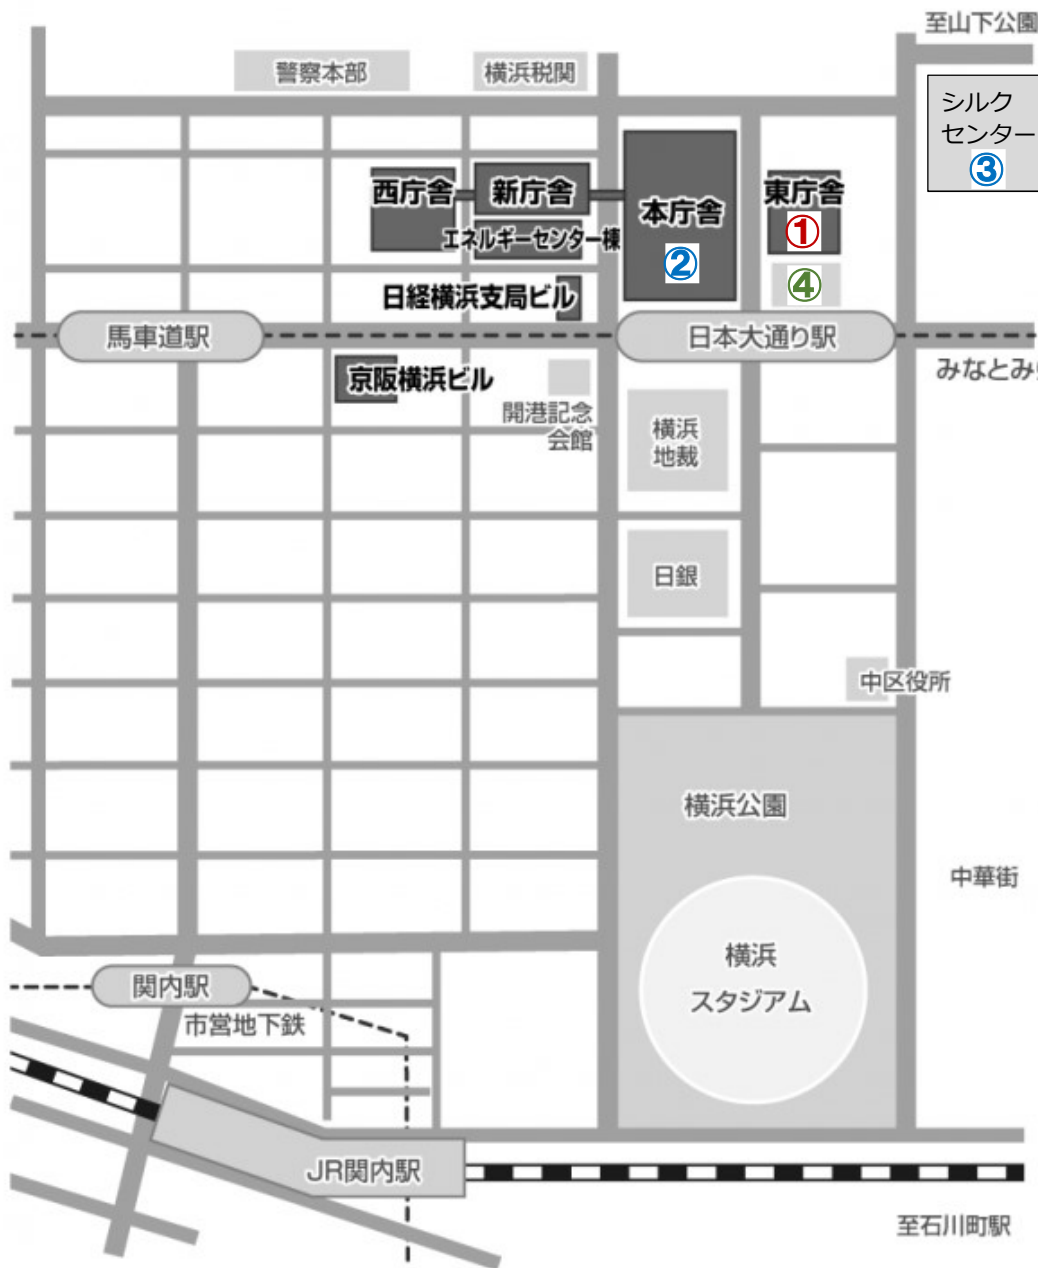 至山下公園
警察本部
横浜税関
シルク
センター
③
西庁舎
新庁舎
本庁舎
②
東庁舎
①
エネルギーセンター棟
④
日経横浜支局ビル
馬車道駅
日本大通り駅
みなとみ
京阪横浜ビル
開港記念
会館
横浜
地裁
日銀
中区役所
横浜公園
中華街
横浜
スタジアム
関内駅
市営地下鉄
JR関内駅
至石川町駅